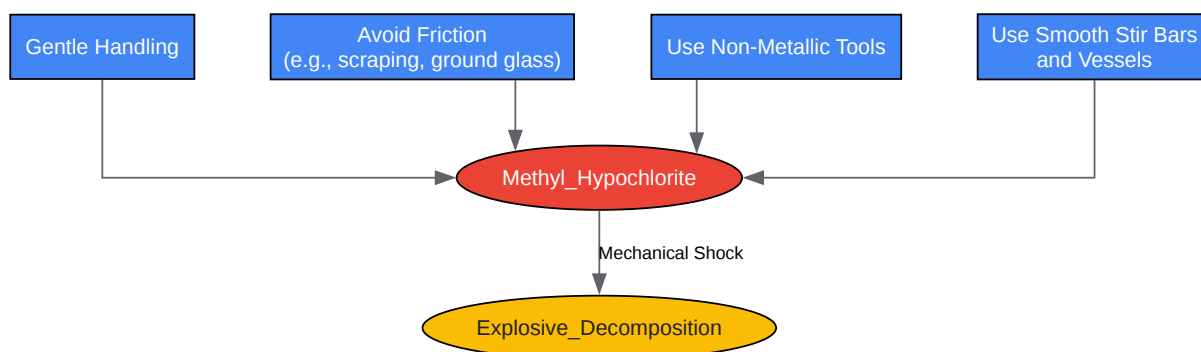 Gentle Handling
Avoid Friction
(e.g., scraping, ground glass)
Use Non-Metallic Tools
Use Smooth Stir Bars
and Vessels
Methyl_Hypochlorite
Mechanical Shock
Explosive_Decomposition